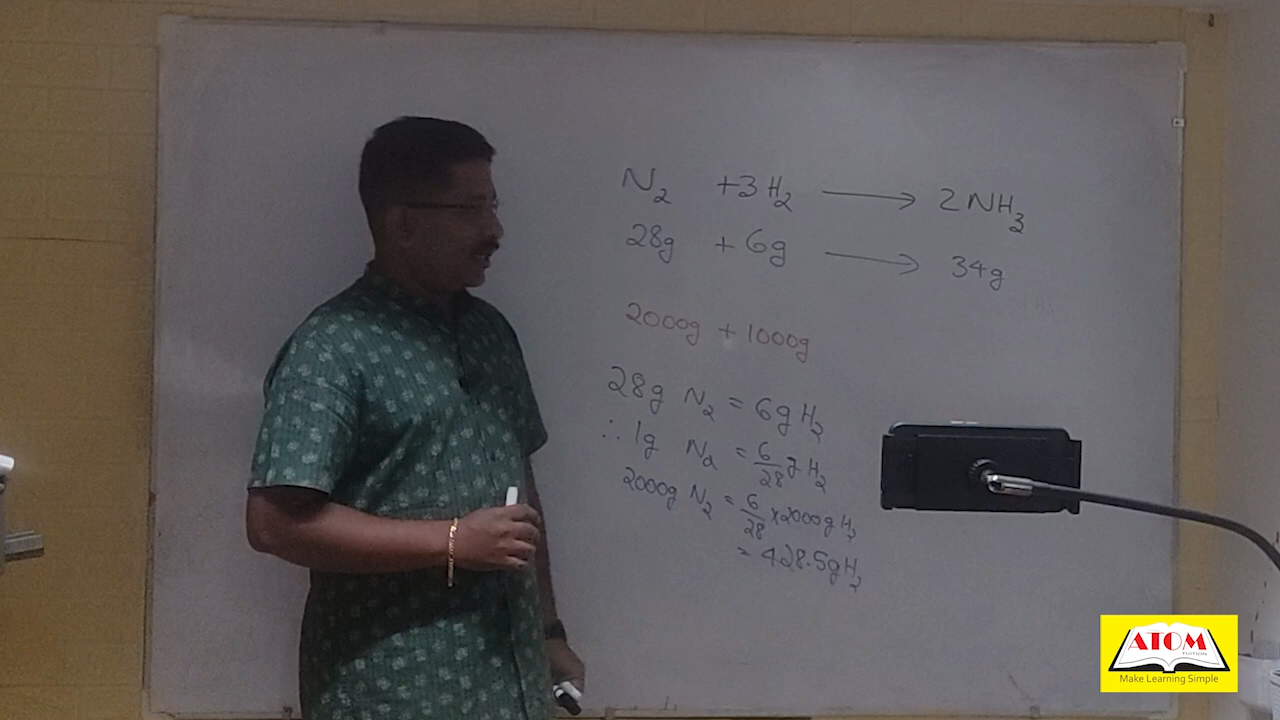 N₂ +3H₂ ⟶ 2NH₃
28g + 6g ⟶ 34g
2000g + 1000g
28g N₂ = 6g H₂
∴ 1g N₂ = 6/28 g H₂
2000g N₂ = 6/28 x 2000g H₂
= 428.5g H₂
ATOM
TUITION
Make Learning Simple